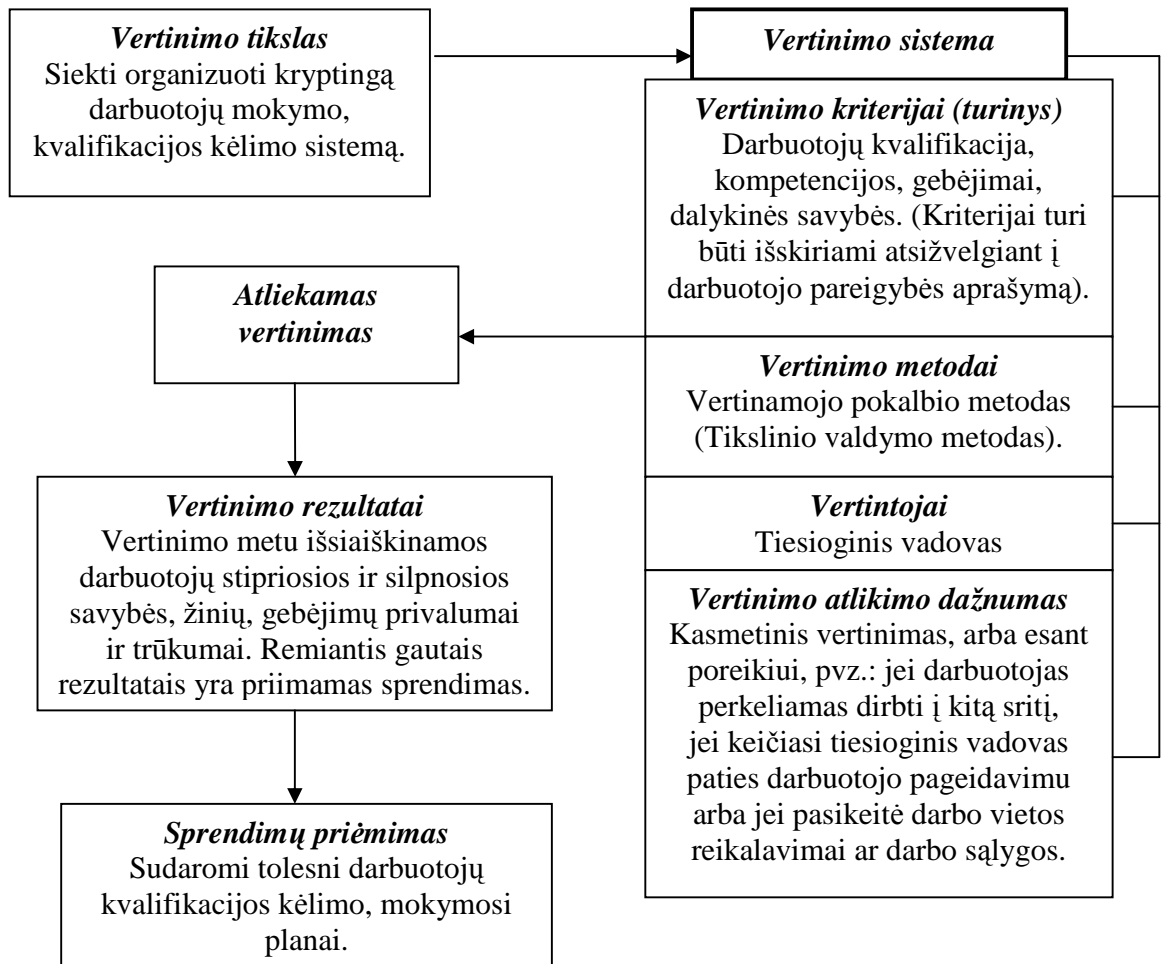 Vertinimo tikslas
Siekti organizuoti kryptingą
darbuotojų mokymo,
kvalifikacijos kėlimo sistemą.
Vertinimo sistema
Vertinimo kriterijai (turinys)
Darbuotojų kvalifikacija,
kompetencijos, gebėjimai,
dalykinės savybės. (Kriterijai turi
būti išskiriami atsižvelgiant į
darbuotojo pareigybės aprašymą).
Vertinimo metodai
Vertinamojo pokalbio metodas
(Tikslinio valdymo metodas).
Vertintojai
Tiesioginis vadovas
Vertinimo atlikimo dažnumas
Kasmetinis vertinimas, arba esant
poreikiui, pvz.: jei darbuotojas
perkeliamas dirbti į kitą sritį,
jei keičiasi tiesioginis vadovas
paties darbuotojo pageidavimu
arba jei pasikeitė darbo vietos
reikalavimai ar darbo sąlygos.
Atliekamas
vertinimas
Vertinimo rezultatai
Vertinimo metu išsiaiškinamos
darbuotojų stipriosios ir silpnosios
savybės, žinių, gebėjimų privalumai
ir trūkumai. Remiantis gautais
rezultatais yra priimamas sprendimas.
Sprendimų priėmimas
Sudaromi tolesni darbuotojų
kvalifikacijos kėlimo, mokymosi
planai.